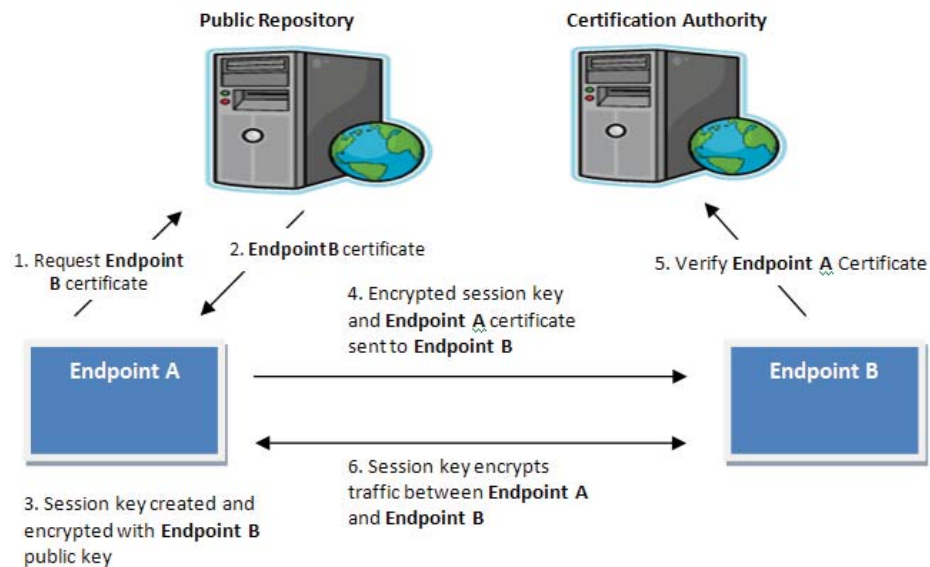 Public Repository
Certification Authority
1. Request Endpoint
B certificate
2. Endpoint B certificate
5. Verify Endpoint A Certificate
4. Encrypted session key
and Endpoint A certificate
sent to Endpoint B
Endpoint A
Endpoint B
6. Session key encrypts
traffic between Endpoint A
and Endpoint B
3. Session key created and
encrypted with Endpoint B
public key